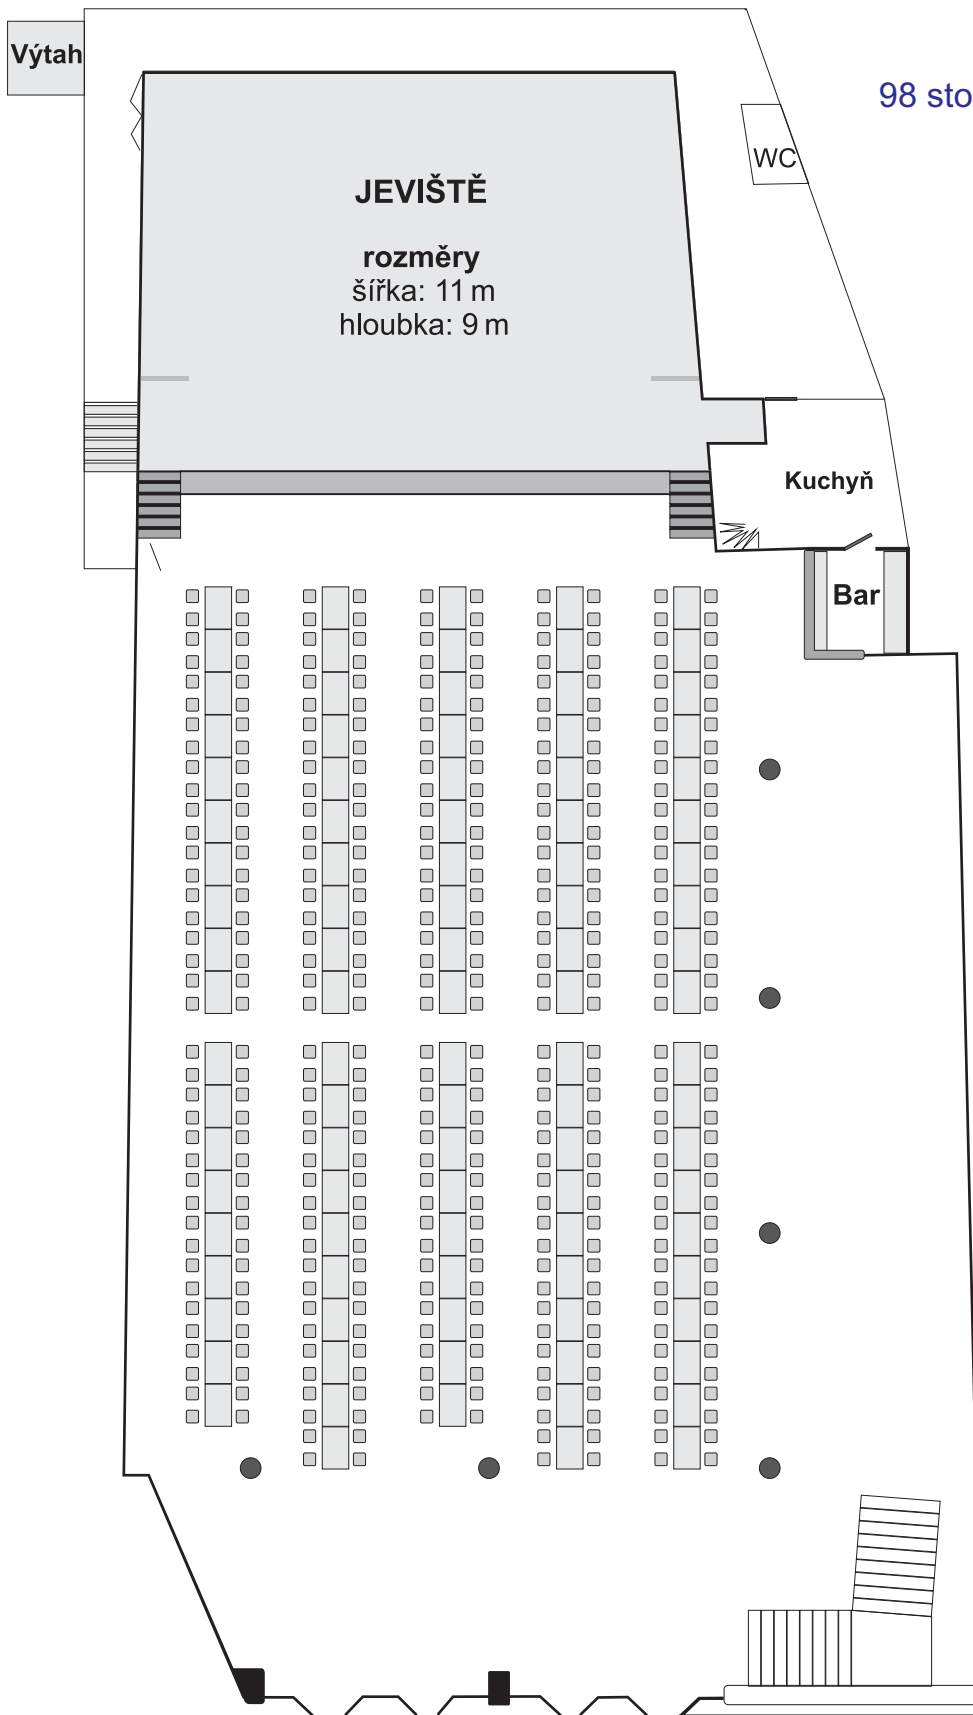 Výtah
98 sto
WC
JEVIŠTĚ
rozměry
šířka: 11 m
hloubka: 9 m
Kuchyň
Bar